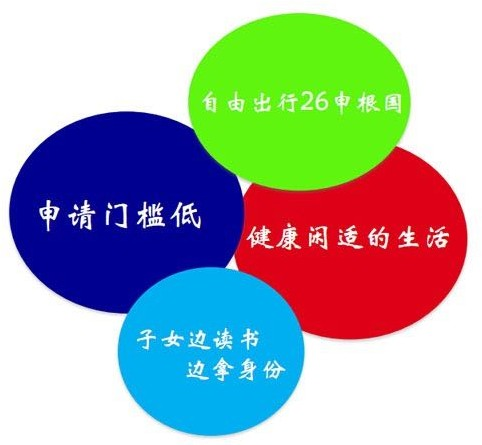 自由出行26申根国
申请门槛低
健康闲适的生活
子女边读书
边拿身份